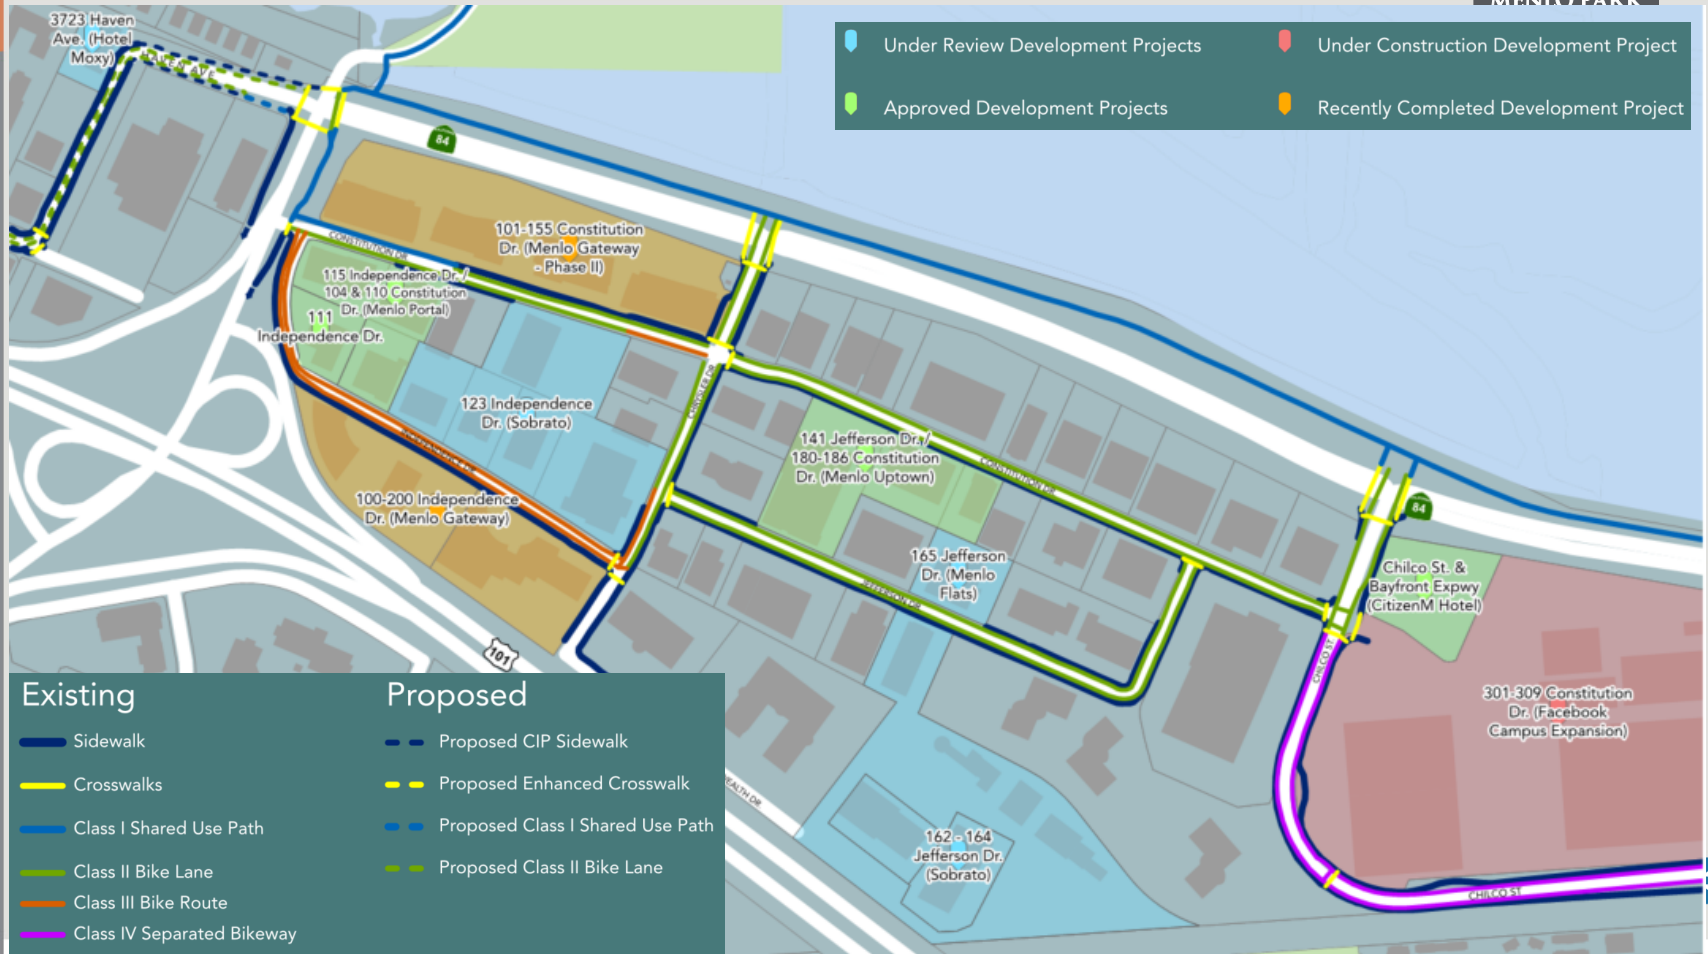 MENLO PARK
3723 Haven
Ave. (Hotel
Moxy)
HAVEN AVE
Under Review Development Projects
Under Construction Development Project
Approved Development Projects
Recently Completed Development Project
84
101-155 Constitution
Dr. (Menlo Gateway
- Phase II)
CONSTITUTION DR
115 Independence Dr. /
104 & 110 Constitution
Dr. (Menlo Portal)
111
Independence Dr.
CHRYSLER DR
123 Independence
Dr. (Sobrato)
INDEPENDENCE DR
141 Jefferson Dr. /
180-186 Constitution
Dr. (Menlo Uptown)
CONSTITUTION DR
100-200 Independence
Dr. (Menlo Gateway)
84
165 Jefferson
Dr. (Menlo
Flats)
JEFFERSON DR
Chilco St. &
Bayfront Expwy
(CitizenM Hotel)
101
CHILCO ST
301-309 Constitution
Dr. (Facebook
Campus Expansion)
162 - 164
Jefferson Dr.
(Sobrato)
CHILCO ST
Existing
Sidewalk
Crosswalks
Class I Shared Use Path
Class II Bike Lane
Class III Bike Route
Class IV Separated Bikeway
Proposed
Proposed CIP Sidewalk
Proposed Enhanced Crosswalk
Proposed Class I Shared Use Path
Proposed Class II Bike Lane